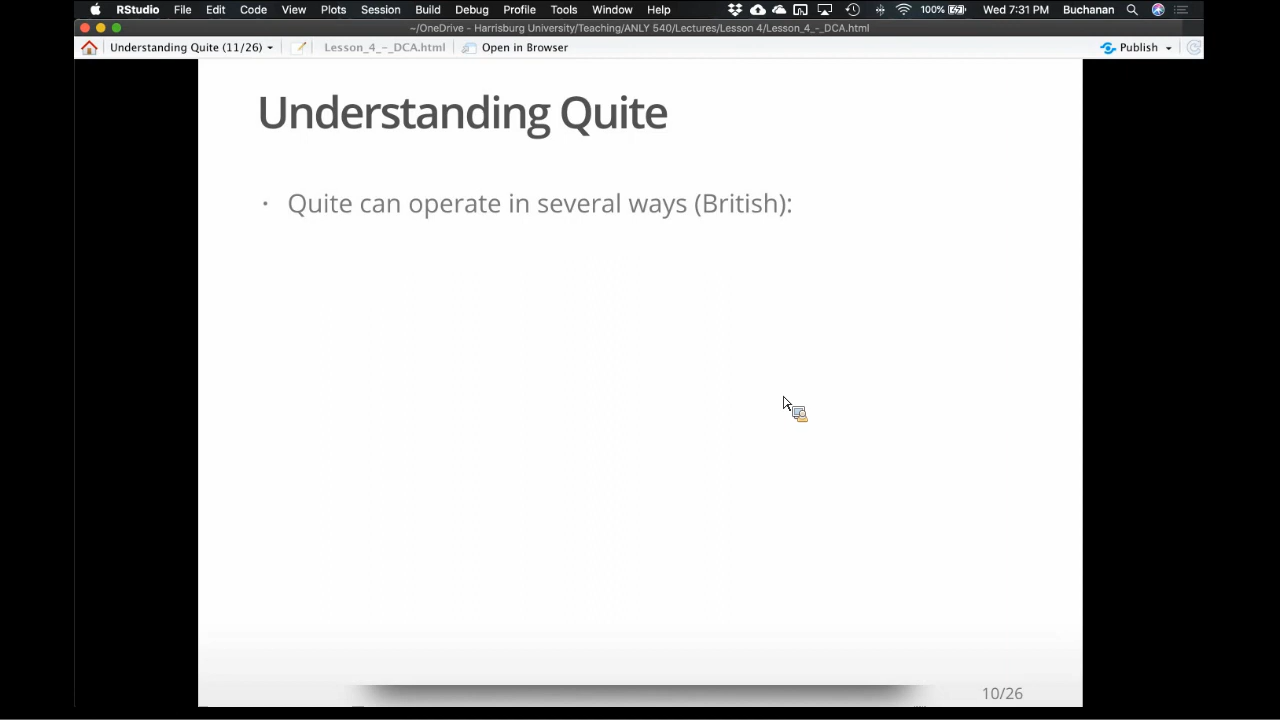 RStudio File Edit Code View Plots Session Build Debug Profile Tools Window Help 100% Wed 7:31 PM Buchanan
~/OneDrive - Harrisburg University/Teaching/ANLY 540/Lectures/Lesson 4/Lesson_4_-_DCA.html
Understanding Quite (11/26) Lesson_4_-_DCA.html Open in Browser Publish
Understanding Quite
· Quite can operate in several ways (British):
10/26